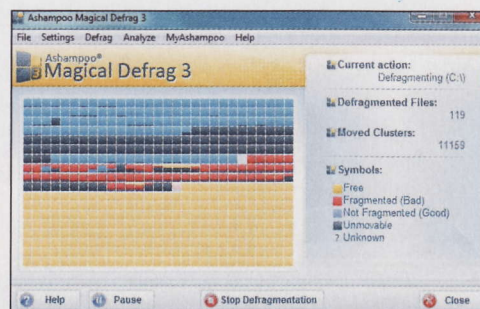 Ashampoo Magical Defrag 3
File Settings Defrag Analyze MyAshampoo Help
Ashampoo®
Magical Defrag 3
3
Current action:
Defragmenting (C:\)
Defragmented Files:
119
Moved Clusters:
11159
Symbols:
Free
Fragmented (Bad)
Not Fragmented (Good)
Unmovable
? Unknown
? Help
Pause
Stop Defragmentation
Close